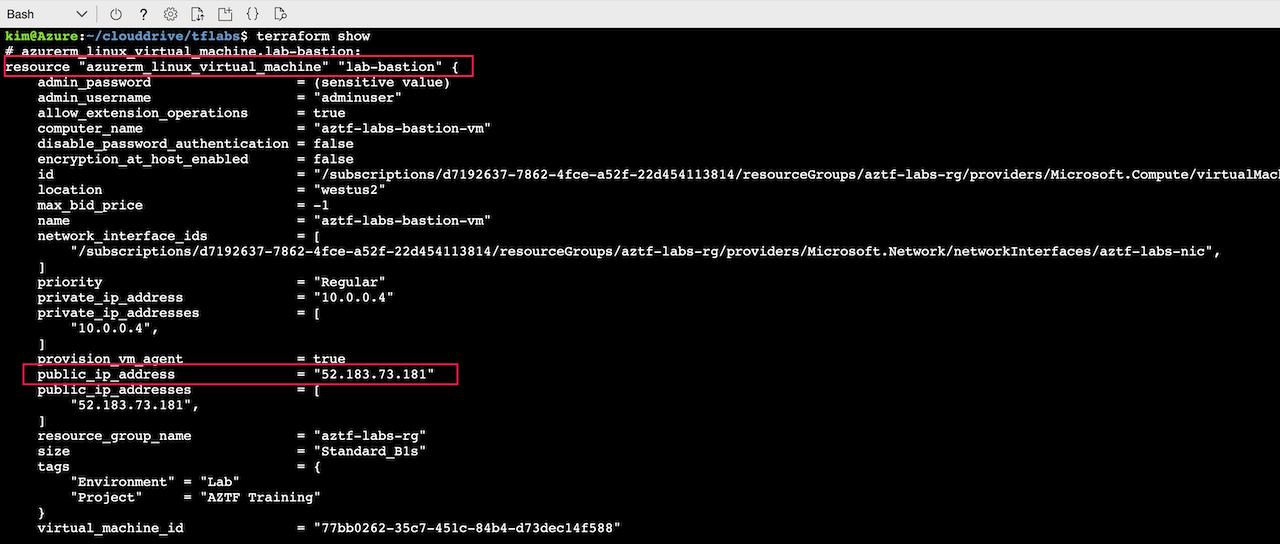 Bash
kim@Azure:~/clouddrive/tflabs$ terraform show
# azurerm_linux_virtual_machine.lab-bastion:
resource "azurerm_linux_virtual_machine" "lab-bastion" {
    admin_password                  = (sensitive value)
    admin_username                  = "adminuser"
    allow_extension_operations      = true
    computer_name                   = "aztf-labs-bastion-vm"
    disable_password_authentication = false
    encryption_at_host_enabled      = false
    id                              = "/subscriptions/d7192637-7862-4fce-a52f-22d454113814/resourceGroups/aztf-labs-rg/providers/Microsoft.Compute/virtualMac
    location                        = "westus2"
    max_bid_price                   = -1
    name                            = "aztf-labs-bastion-vm"
    network_interface_ids           = [
        "/subscriptions/d7192637-7862-4fce-a52f-22d454113814/resourceGroups/aztf-labs-rg/providers/Microsoft.Network/networkInterfaces/aztf-labs-nic",
    ]
    priority                        = "Regular"
    private_ip_address              = "10.0.0.4"
    private_ip_addresses            = [
        "10.0.0.4",
    ]
    provision_vm_agent              = true
    public_ip_address               = "52.183.73.181"
    public_ip_addresses             = [
        "52.183.73.181",
    ]
    resource_group_name             = "aztf-labs-rg"
    size                            = "Standard_B1s"
    tags                            = {
        "Environment" = "Lab"
        "Project"     = "AZTF Training"
    }
    virtual_machine_id              = "77bb0262-35c7-451c-84b4-d73dec14f588"